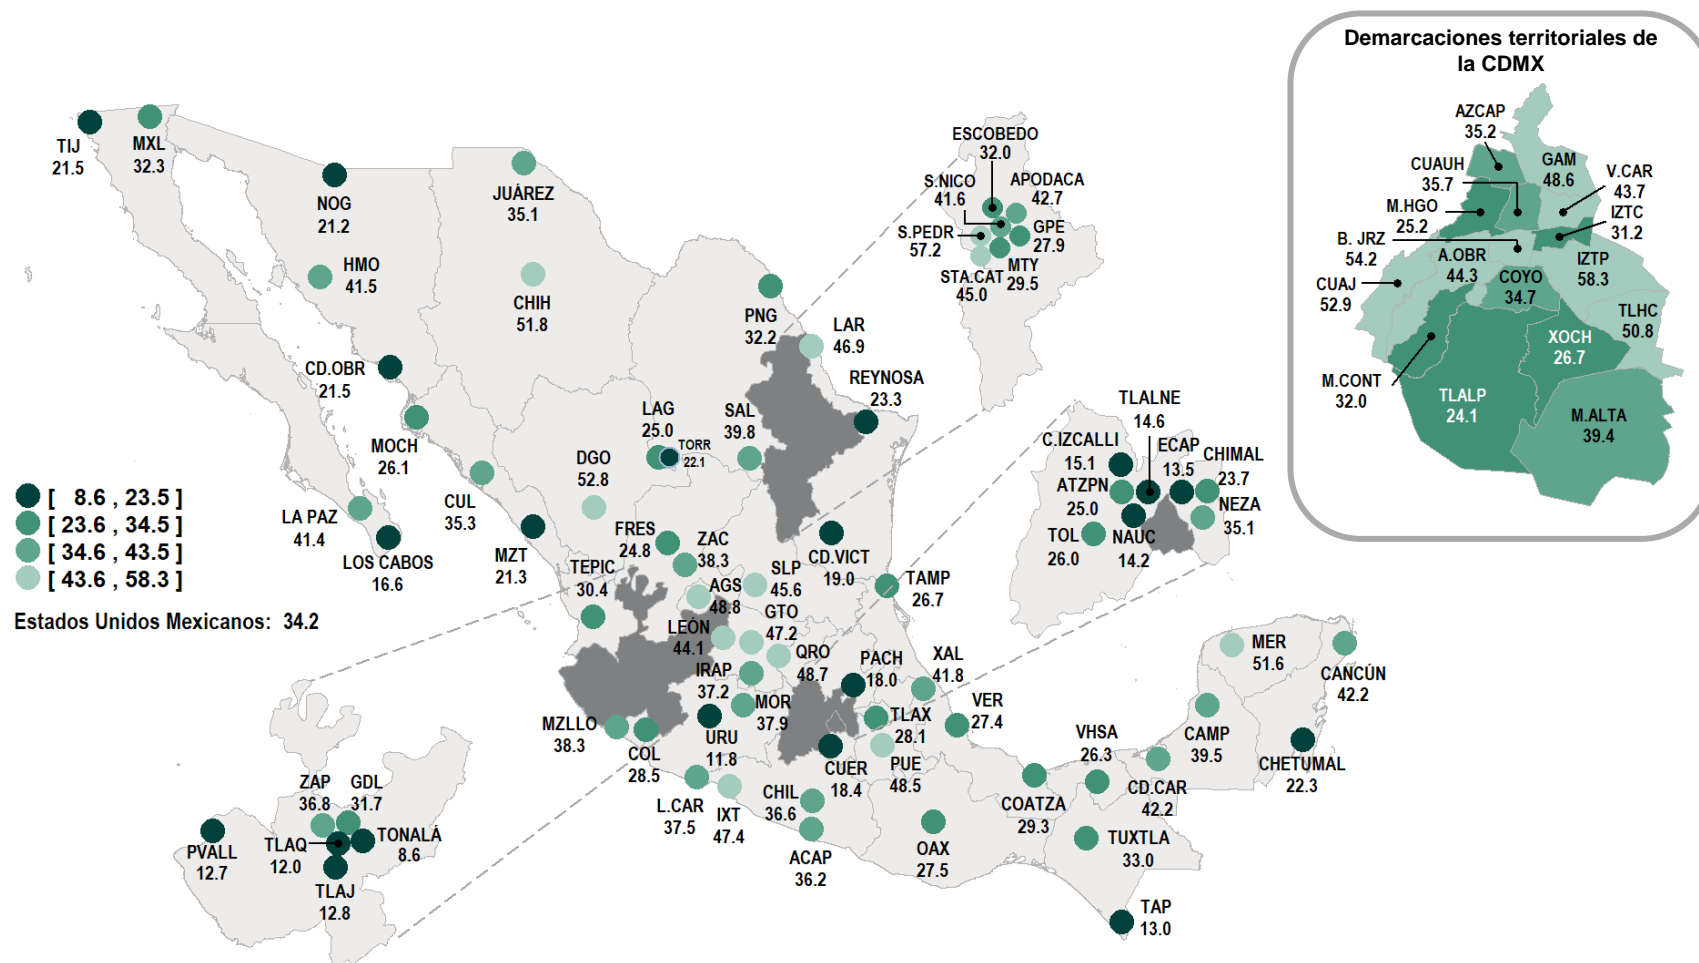 Demarcaciones territoriales de
la CDMX
AZCAP
35.2
CUAUH
35.7
GAM
48.6
V.CAR
43.7
M.HGO
25.2
IZTC
31.2
B. JRZ
54.2
A.OBR
44.3
IZTP
58.3
CUAJ
52.9
COYO
34.7
TLHC
50.8
XOCH
26.7
M.CONT
32.0
TLALP
24.1
M.ALTA
39.4
TIJ
21.5
MXL
32.3
NOG
21.2
JUÁREZ
35.1
HMO
41.5
CHIH
51.8
ESCOBEDO
32.0
S.NICO
41.6
APODACA
42.7
S.PEDR
57.2
GPE
27.9
STA.CAT
45.0
MTY
29.5
PNG
32.2
LAR
46.9
REYNOSA
23.3
CD.OBR
21.5
MOCH
26.1
LAG
25.0
TORR
22.1
SAL
39.8
DGO
52.8
CUL
35.3
LA PAZ
41.4
LOS CABOS
16.6
MZT
21.3
FRES
24.8
ZAC
38.3
TEPIC
30.4
AGS
48.8
SLP
45.6
CD.VICT
19.0
TAMP
26.7
TLALNE
14.6
C.IZCALLI
15.1
ECAP
13.5
CHIMAL
23.7
ATZPN
25.0
NEZA
35.1
TOL
26.0
NAUC
14.2
[ 8.6 , 23.5 ]
[ 23.6 , 34.5 ]
[ 34.6 , 43.5 ]
[ 43.6 , 58.3 ]
Estados Unidos Mexicanos: 34.2
LEÓN
44.1
GTO
47.2
QRO
48.7
IRAP
37.2
PACH
18.0
XAL
41.8
MOR
37.9
URU
11.8
MZLLO
38.3
COL
28.5
TLAX
28.1
VER
27.4
CUER
18.4
PUE
48.5
L.CAR
37.5
IXT
47.4
CHIL
36.6
ACAP
36.2
OAX
27.5
COATZA
29.3
VHSA
26.3
CD.CAR
42.2
TUXTLA
33.0
TAP
13.0
CAMP
39.5
MER
51.6
CANCÚN
42.2
CHETUMAL
22.3
ZAP
36.8
GDL
31.7
PVALL
12.7
TLAQ
12.0
TONALÁ
8.6
TLAJ
12.8